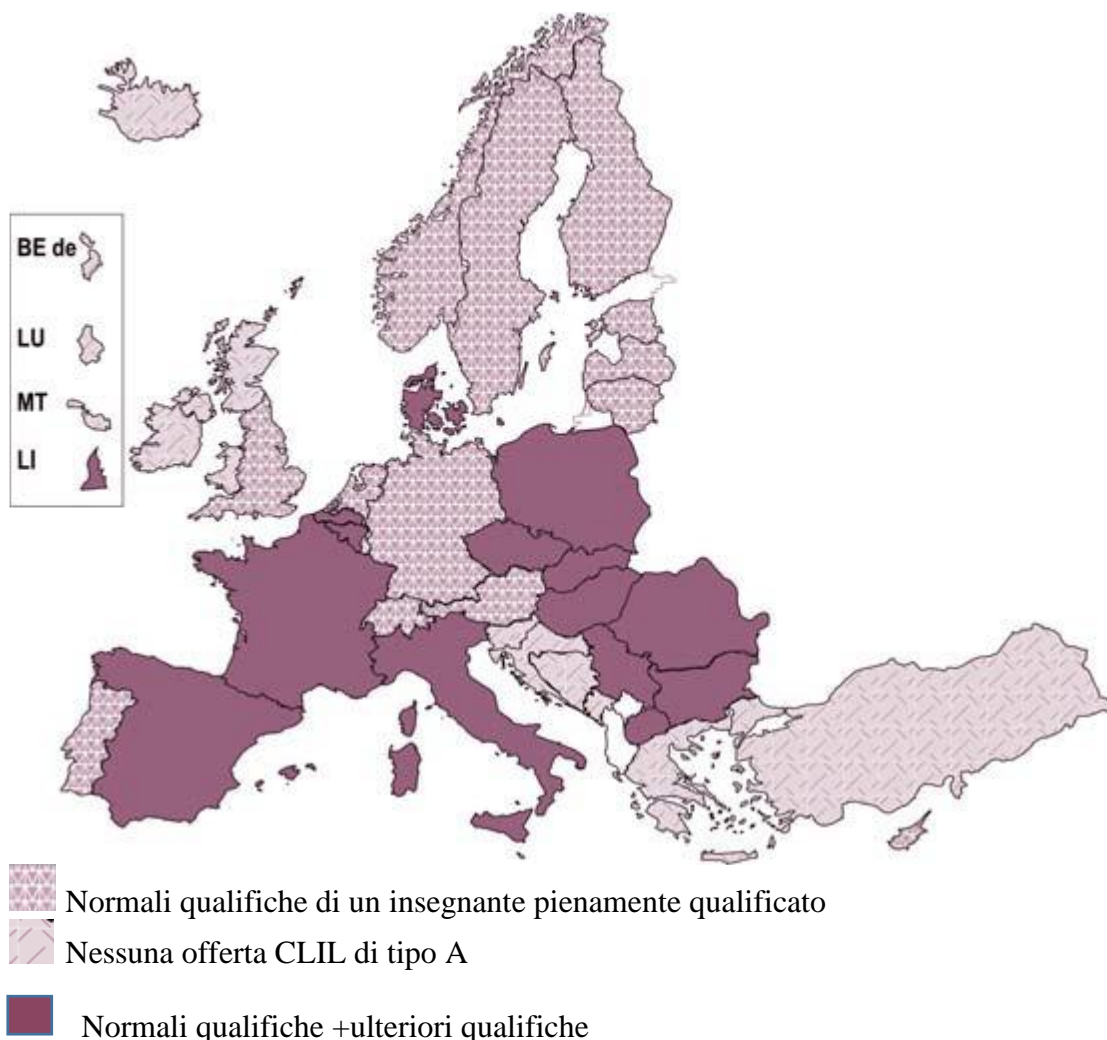 BE de
LU
MT
LI
Normali qualifiche di un insegnante pienamente qualificato
Nessuna offerta CLIL di tipo A
Normali qualifiche +ulteriori qualifiche